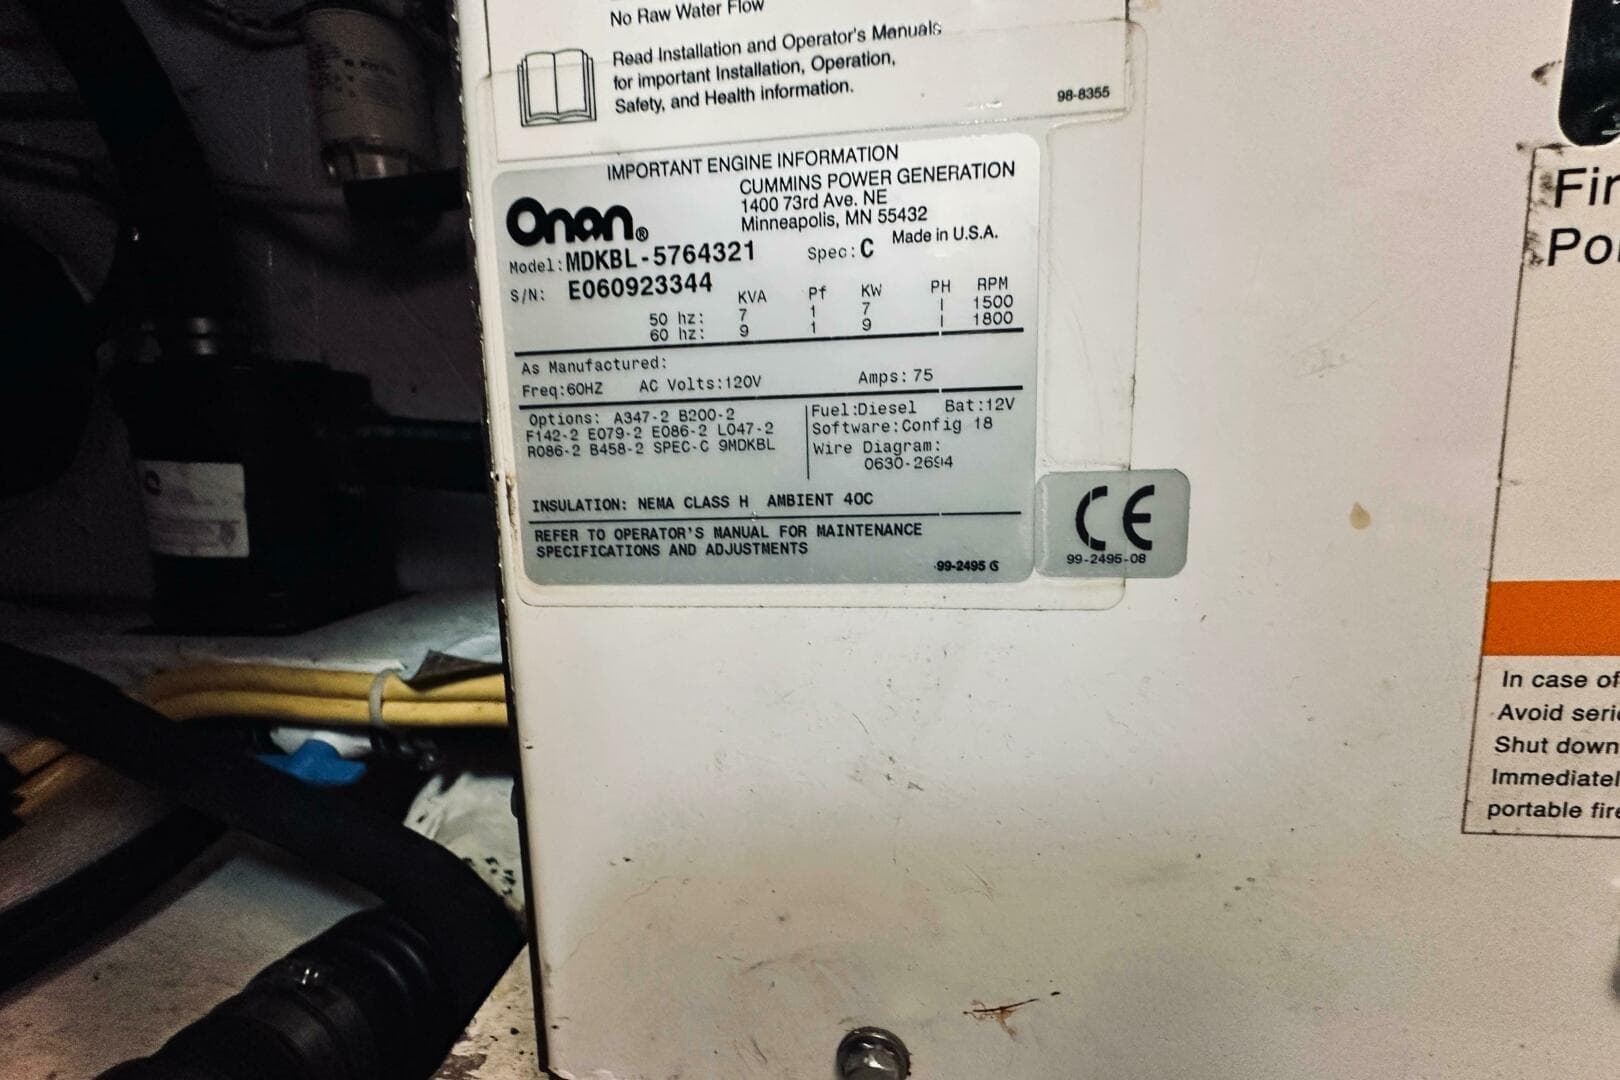 No Raw Water Flow
Read Installation and Operator's Manuals
for important Installation, Operation,
Safety, and Health information.
98-8355
IMPORTANT ENGINE INFORMATION
CUMMINS POWER GENERATION
1400 73rd Ave. NE
Minneapolis, MN 55432
Onan®
Made in U.S.A.
Model: MDKBL-5764321 Spec: C
S/N: E060923344
KVA Pf KW PH RPM
50 hz: 7 1 7 1 1500
60 hz: 9 1 9 1 1800
As Manufactured:
Freq:60HZ AC Volts:120V Amps: 75
Options: A347-2 B200-2
F142-2 E079-2 E086-2 L047-2
R086-2 B458-2 SPEC-C 9MDKBL
Fuel:Diesel Bat:12V
Software:Config 18
Wire Diagram:
0630-2694
INSULATION: NEMA CLASS H AMBIENT 40C
REFER TO OPERATOR'S MANUAL FOR MAINTENANCE
SPECIFICATIONS AND ADJUSTMENTS
99-2495 G
CE
99-2495-08
Fir
Po
In case of
Avoid seri
Shut down
Immediatel
portable fire